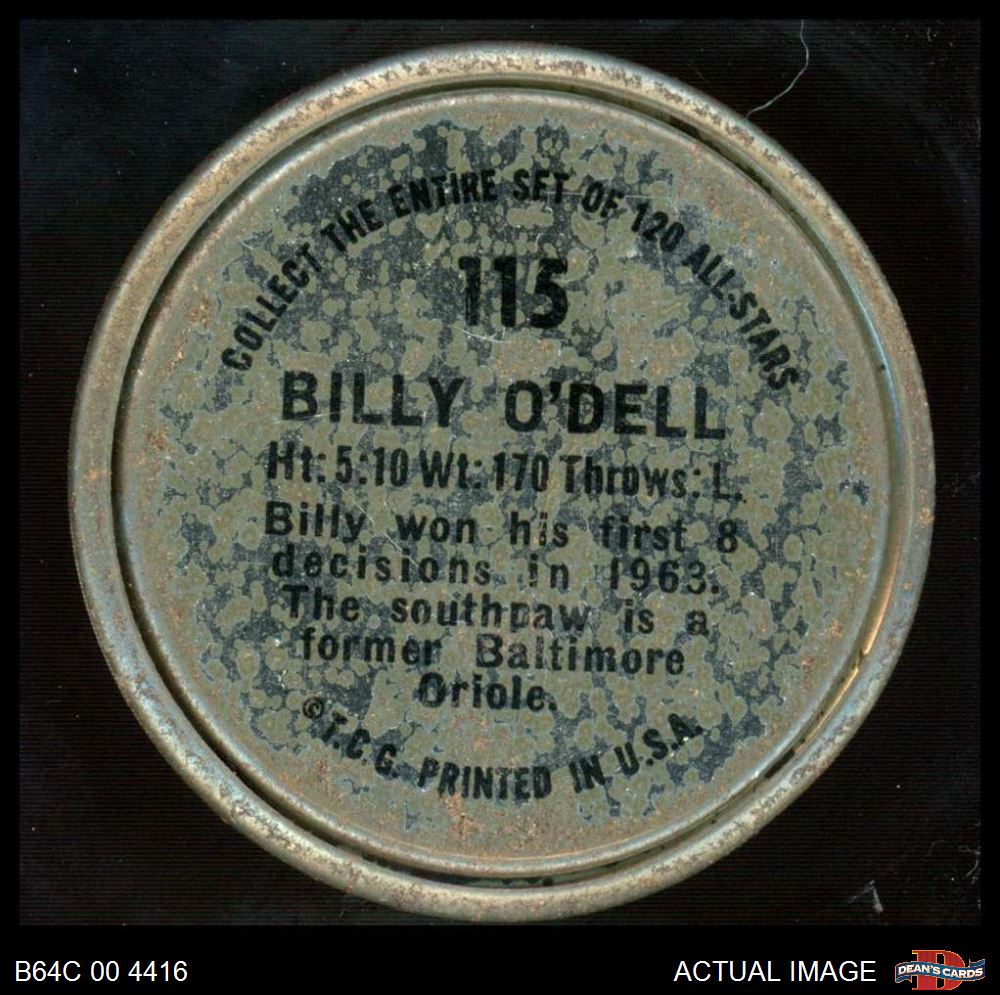 COLLECT THE ENTIRE SET OF 120 ALL-STARS
115
BILLY O'DELL
Ht: 5:10 Wt: 170 Throws: L.
Billy won his first 8
decisions in 1963.
The southpaw is a
former Baltimore
Oriole.
©T.C.G. PRINTED IN U.S.A.
B64C 00 4416
ACTUAL IMAGE
DEAN'S CARDS